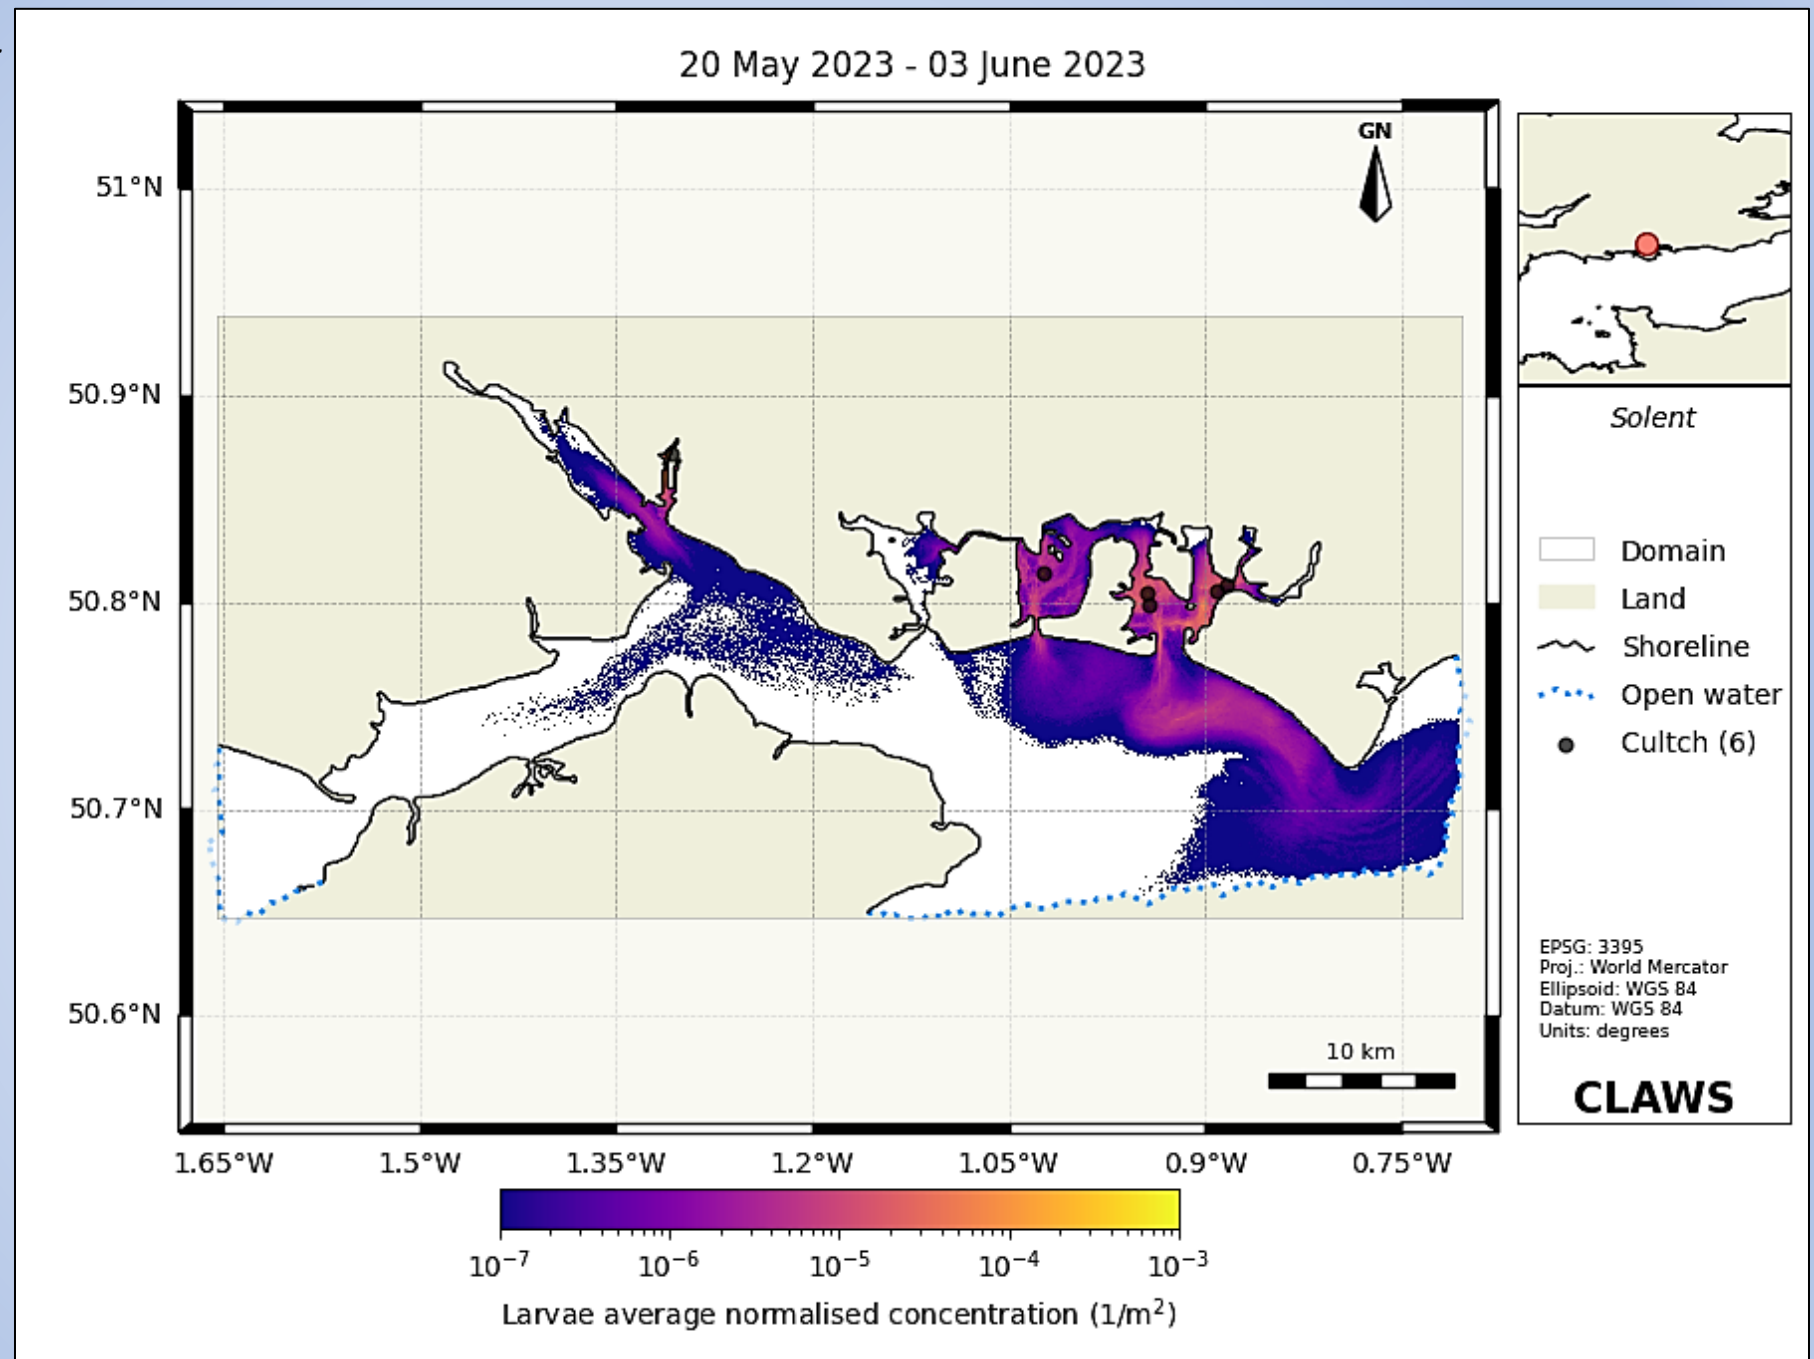 20 May 2023 - 03 June 2023
GN
51°N
50.9°N
50.8°N
50.7°N
50.6°N
1.65°W
1.5°W
1.35°W
1.2°W
1.05°W
0.9°W
0.75°W
10 km
10⁻⁷
10⁻⁶
10⁻⁵
10⁻⁴
10⁻³
Larvae average normalised concentration (1/m²)
Solent
Domain
Land
Shoreline
Open water
Cultch (6)
EPSG: 3395
Proj.: World Mercator
Ellipsoid: WGS 84
Datum: WGS 84
Units: degrees
CLAWS